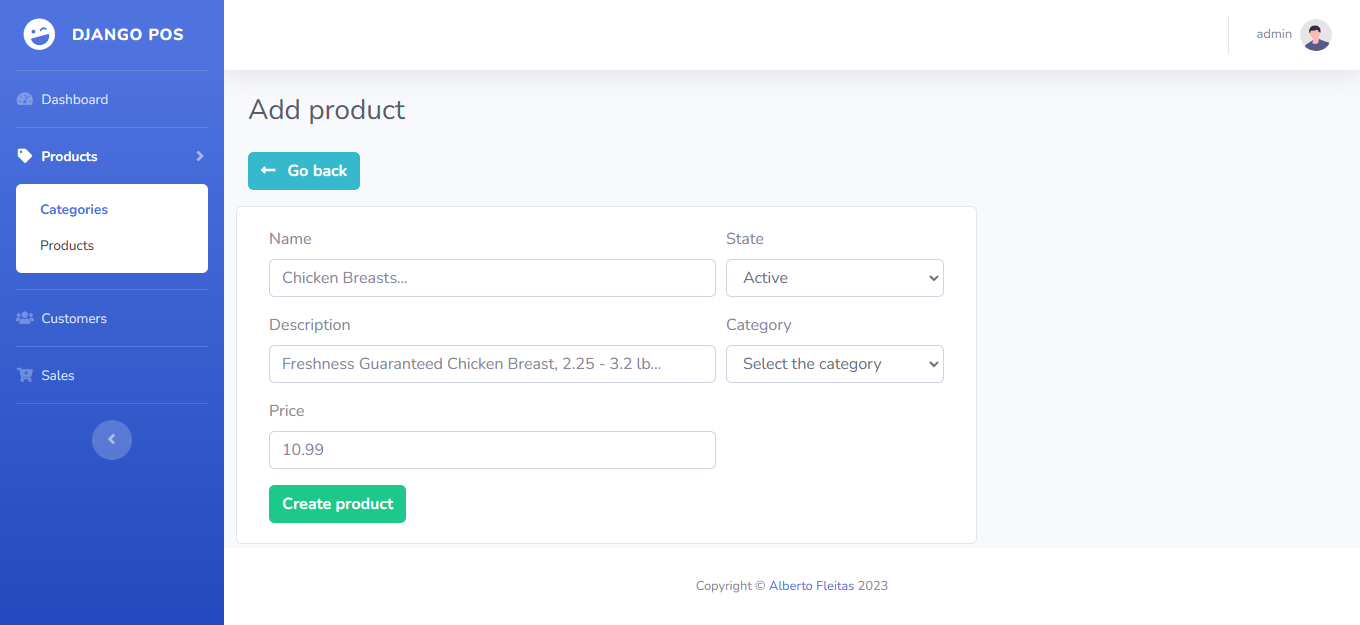 DJANGO POS
admin
Dashboard
Products
Categories
Products
Customers
Sales
Add product
Go back
Name
State
Chicken Breasts...
Active
Description
Category
Freshness Guaranteed Chicken Breast, 2.25 - 3.2 lb...
Select the category
Price
10.99
Create product
Copyright © Alberto Fleitas 2023